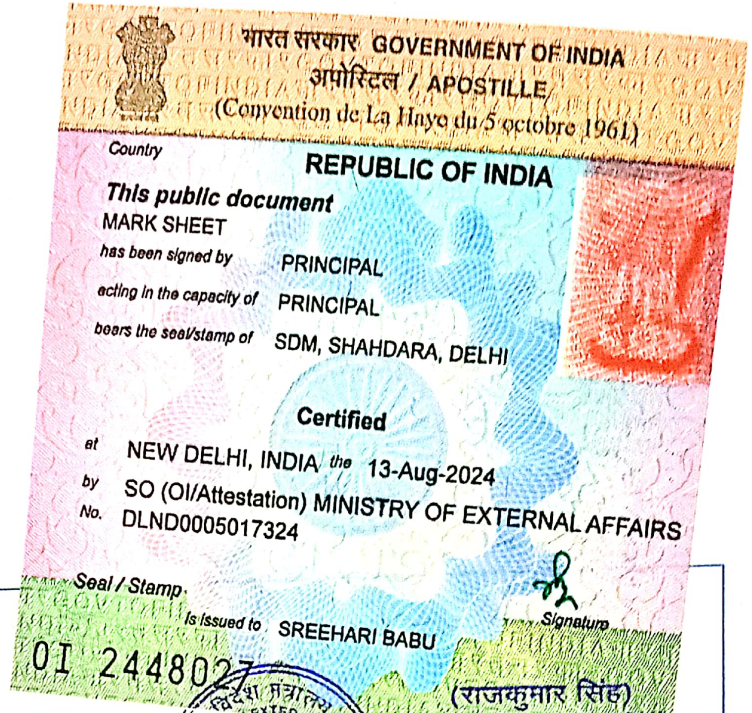 भारत सरकार GOVERNMENT OF INDIA
अपोस्टिल / APOSTILLE
(Convention de La Haye du 5 octobre 1961)
Country
REPUBLIC OF INDIA
This public document
MARK SHEET
has been signed by PRINCIPAL
acting in the capacity of PRINCIPAL
bears the seal/stamp of SDM, SHAHDARA, DELHI
Certified
at NEW DELHI, INDIA the 13-Aug-2024
by SO (OI/Attestation) MINISTRY OF EXTERNAL AFFAIRS
No. DLND0005017324
Seal / Stamp
Signature
is issued to SREEHARI BABU
OI 2448027
विदेश मंत्रालय
(राजकुमार सिंह)